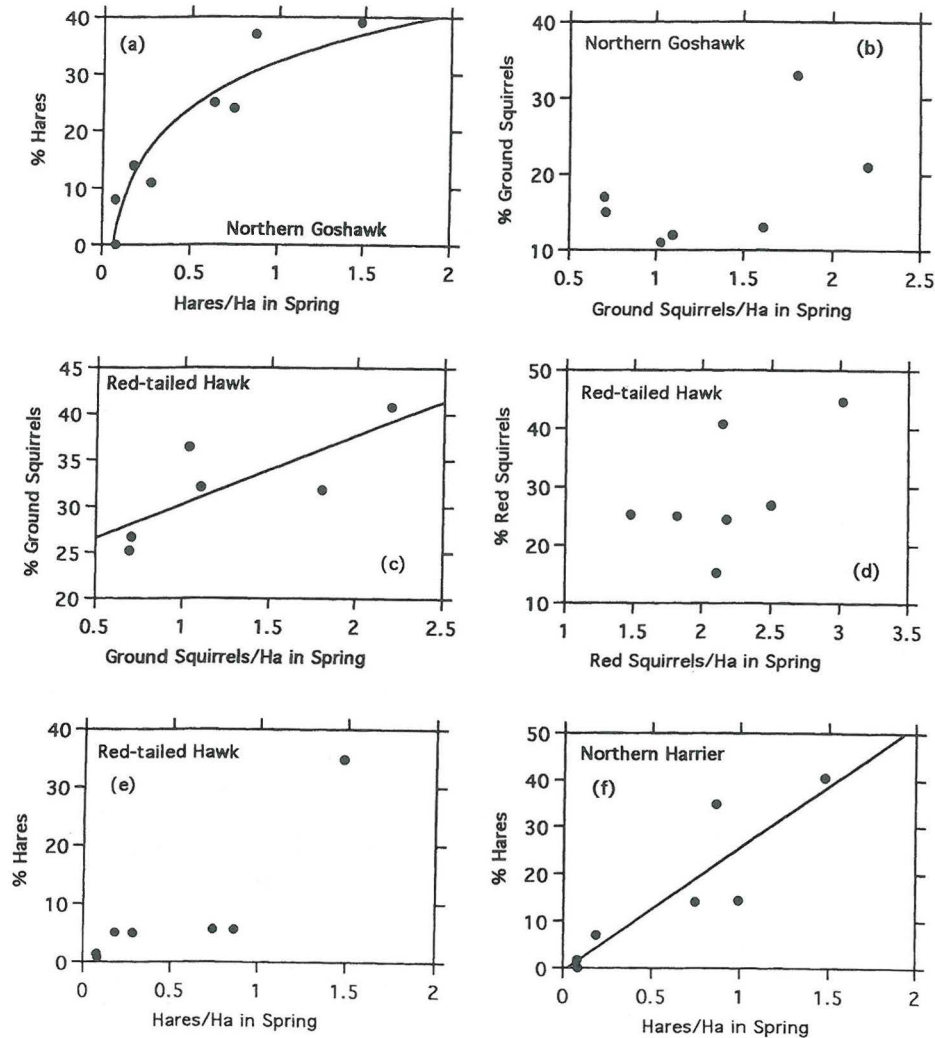 40
30
20
10
0
% Hares
(a)
Northern Goshawk
0 0.5 1 1.5 2
Hares/Ha in Spring
40
30
20
10
% Ground Squirrels
Northern Goshawk
(b)
0.5 1 1.5 2 2.5
Ground Squirrels/Ha in Spring
45
40
35
30
25
20
% Ground Squirrels
Red-tailed Hawk
(c)
0.5 1 1.5 2 2.5
Ground Squirrels/Ha in Spring
50
40
30
20
10
% Red Squirrels
Red-tailed Hawk
(d)
1 1.5 2 2.5 3 3.5
Red Squirrels/Ha in Spring
40
30
20
10
0
% Hares
Red-tailed Hawk
(e)
0 0.5 1 1.5 2
Hares/Ha in Spring
50
40
30
20
10
0
% Hares
Northern Harrier
(f)
0 0.5 1 1.5 2
Hares/Ha in Spring